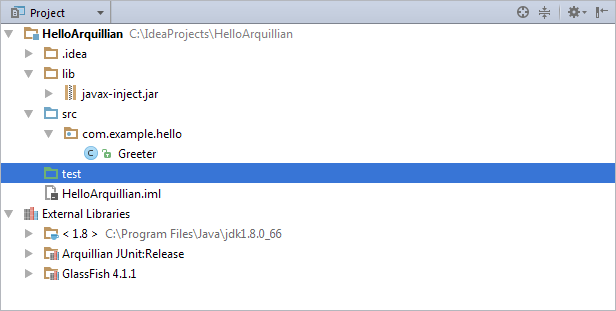 Project
HelloArquillian C:\IdeaProjects\HelloArquillian
.idea
lib
javax-inject.jar
src
com.example.hello
C Greeter
test
HelloArquillian.iml
External Libraries
< 1.8 > C:\Program Files\Java\jdk1.8.0_66
Arquillian JUnit:Release
GlassFish 4.1.1